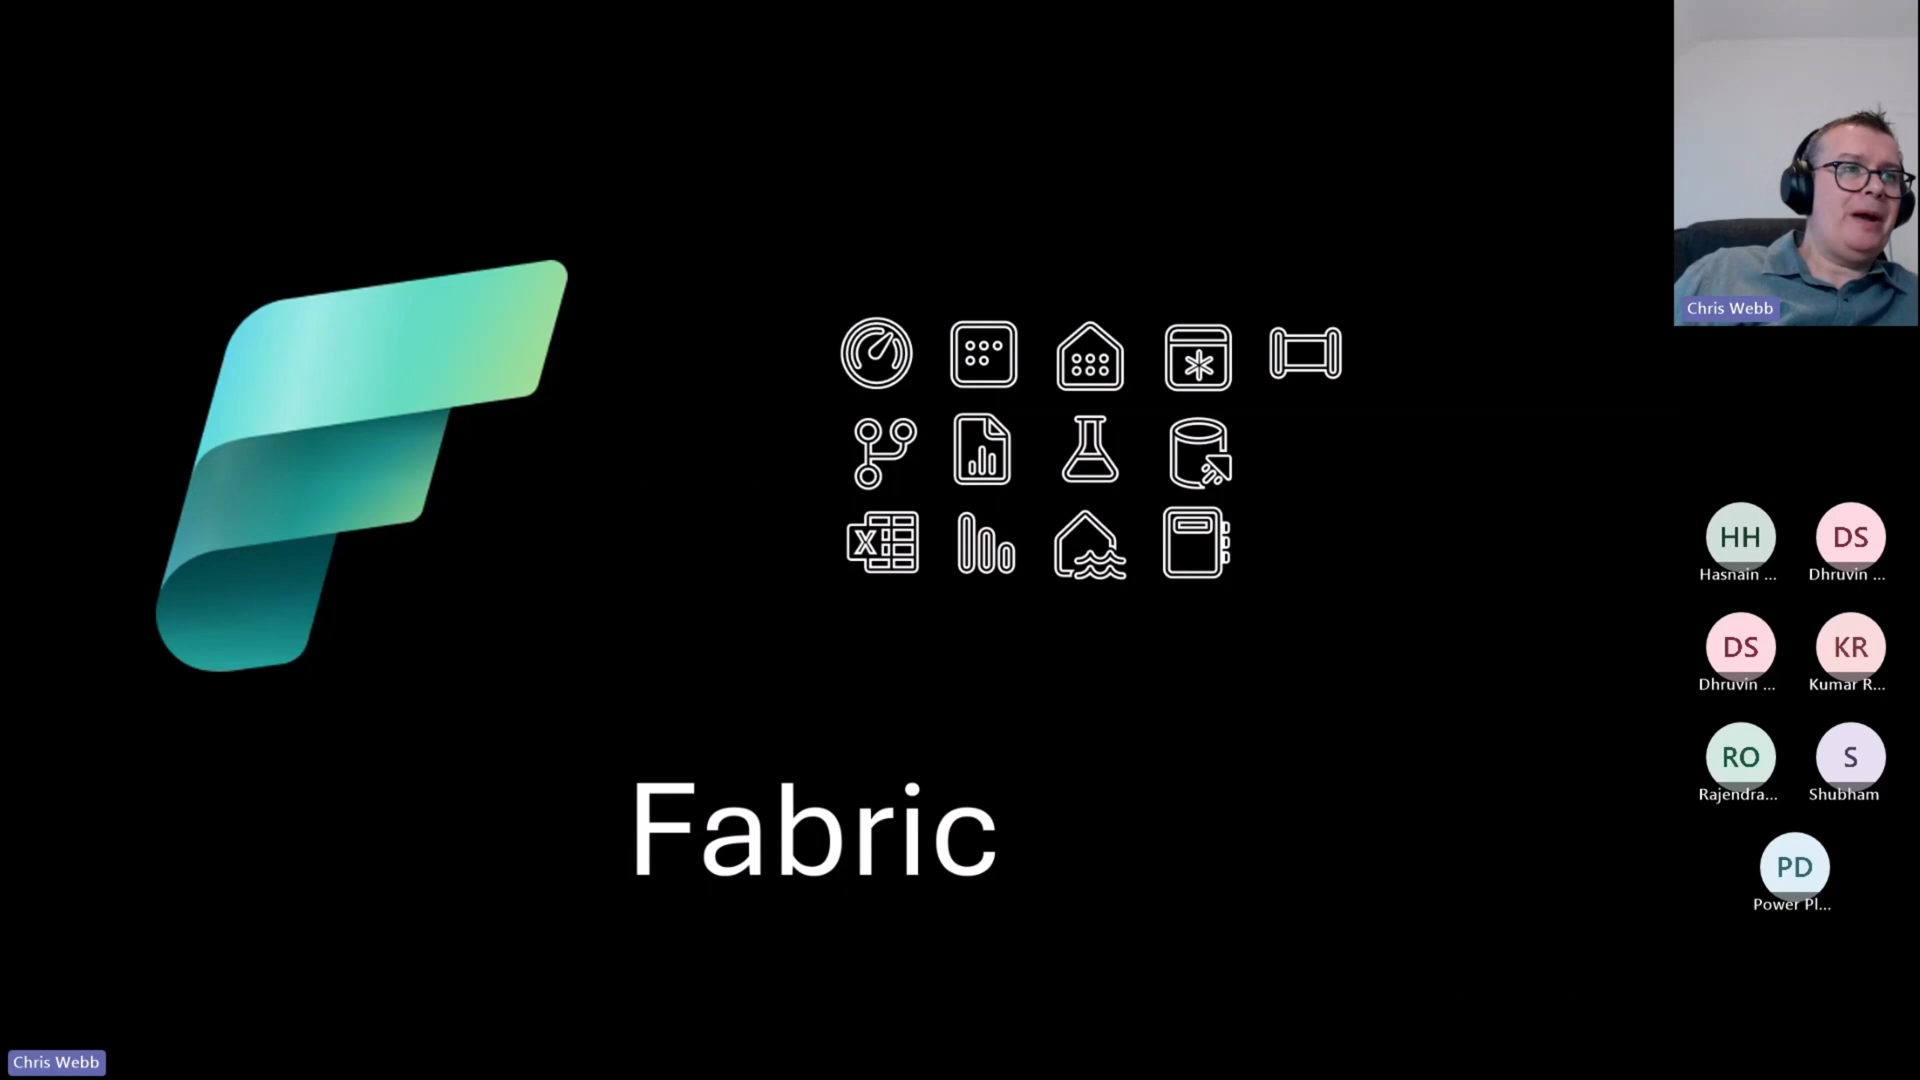 Chris Webb
X
HH
DS
Hasnain ...
Dhruvin ...
DS
KR
Dhruvin ...
Kumar R...
RO
S
Rajendra...
Shubham
Fabric
PD
Power Pl...
Chris Webb